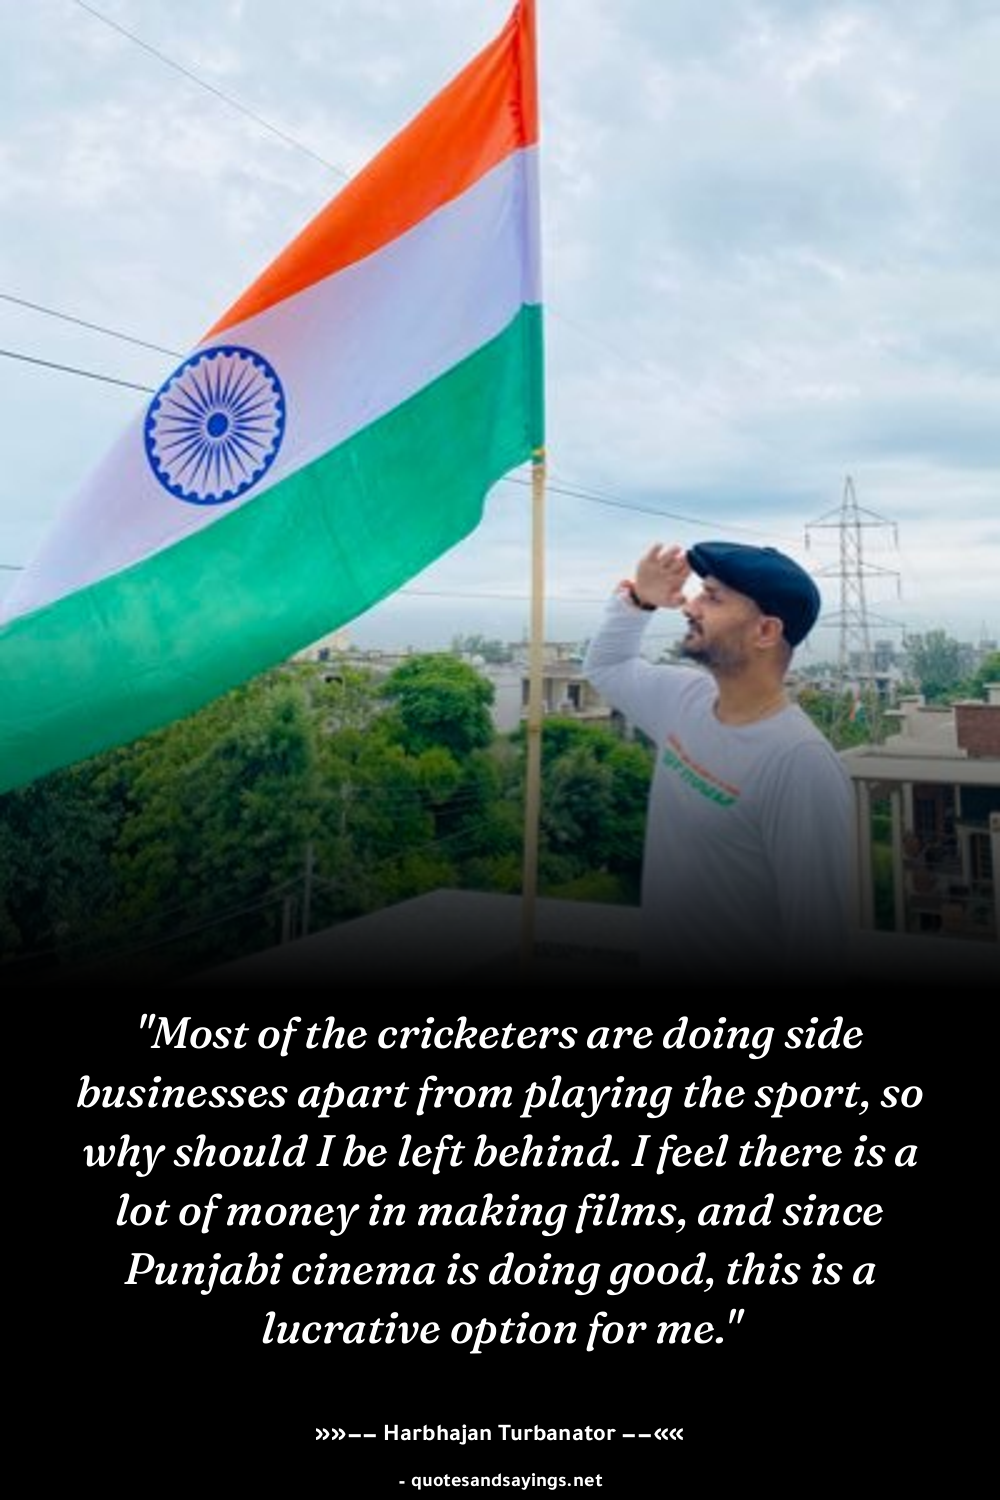 "Most of the cricketers are doing side
businesses apart from playing the sport, so
why should I be left behind. I feel there is a
lot of money in making films, and since
Punjabi cinema is doing good, this is a
lucrative option for me."
»»–– Harbhajan Turbanator ––««
- quotesandsayings.net